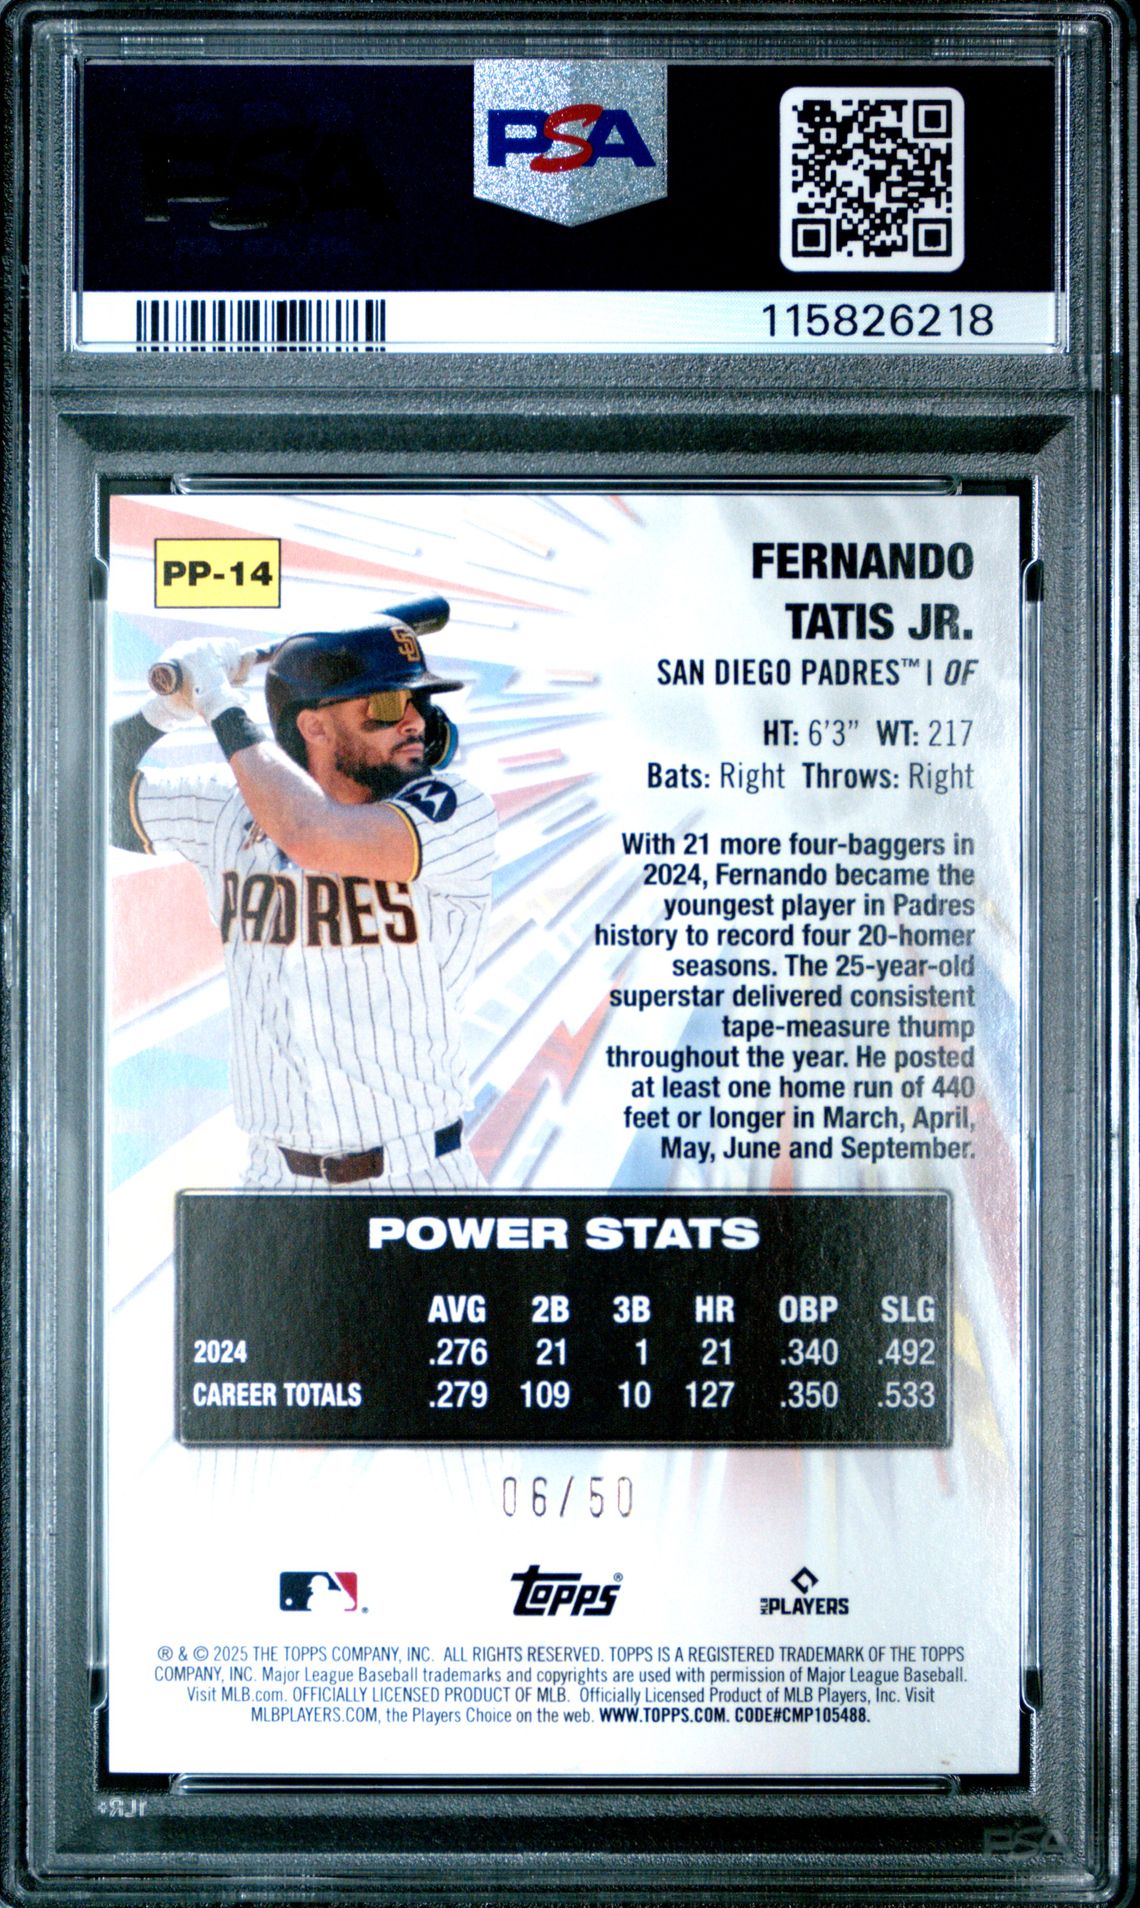 PSA
PSA
115826218
PP-14
FERNANDO
TATIS JR.
SAN DIEGO PADRES™ | OF
HT: 6'3" WT: 217
Bats: Right Throws: Right
With 21 more four-baggers in
2024, Fernando became the
youngest player in Padres
history to record four 20-homer
seasons. The 25-year-old
superstar delivered consistent
tape-measure thump
throughout the year. He posted
at least one home run of 440
feet or longer in March, April,
May, June and September.
SD
PADRES
POWER STATS
AVG 2B 3B HR OBP SLG
2024 .276 21 1 21 .340 .492
CAREER TOTALS .279 109 10 127 .350 .533
06/50
® topps® MLB PLAYERS
® & © 2025 THE TOPPS COMPANY, INC. ALL RIGHTS RESERVED. TOPPS IS A REGISTERED TRADEMARK OF THE TOPPS
COMPANY, INC. Major League Baseball trademarks and copyrights are used with permission of Major League Baseball.
Visit MLB.com. OFFICIALLY LICENSED PRODUCT OF MLB. Officially Licensed Product of MLB Players, Inc. Visit
MLBPLAYERS.COM, the Players Choice on the web. WWW.TOPPS.COM. CODE#CMP105488.
PSA